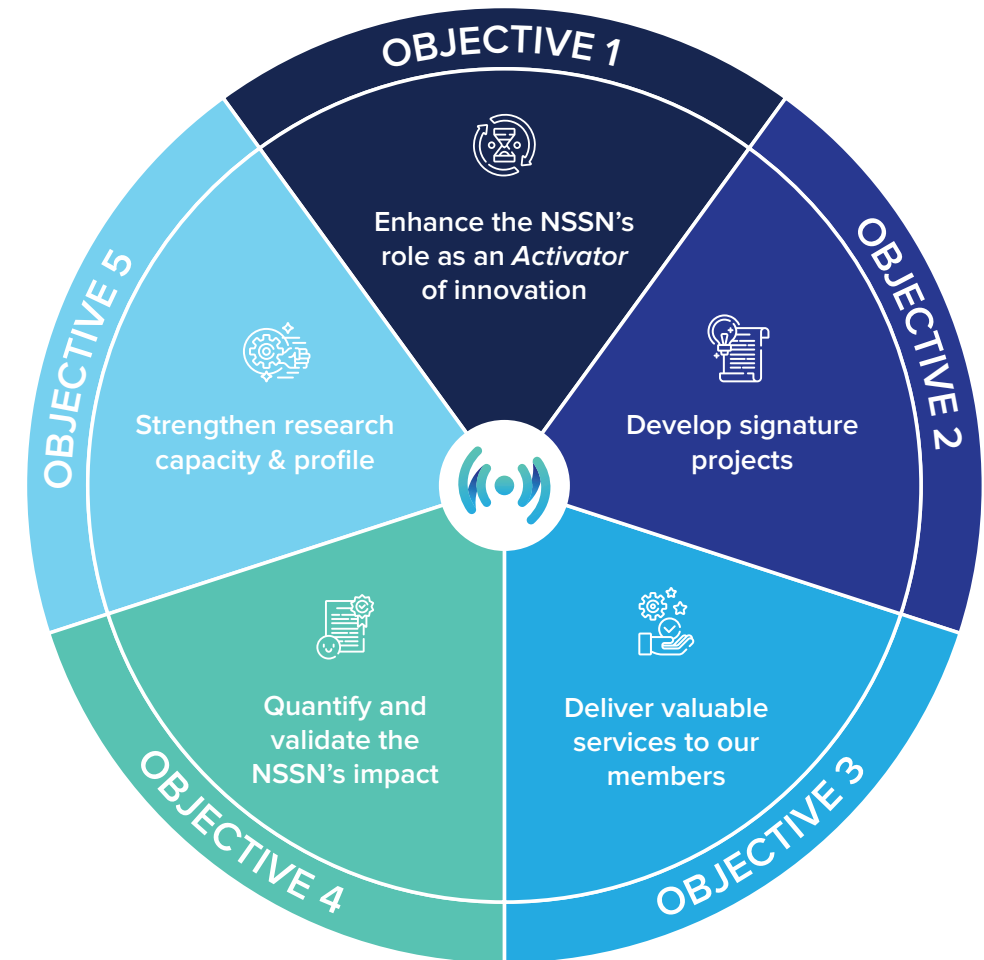 OBJECTIVE 1
Enhance the NSSN’s
role as an Activator
of innovation
OBJECTIVE 2
Develop signature
projects
OBJECTIVE 3
Deliver valuable
services to our
members
OBJECTIVE 4
Quantify and
validate the
NSSN’s impact
OBJECTIVE 5
Strengthen research
capacity & profile